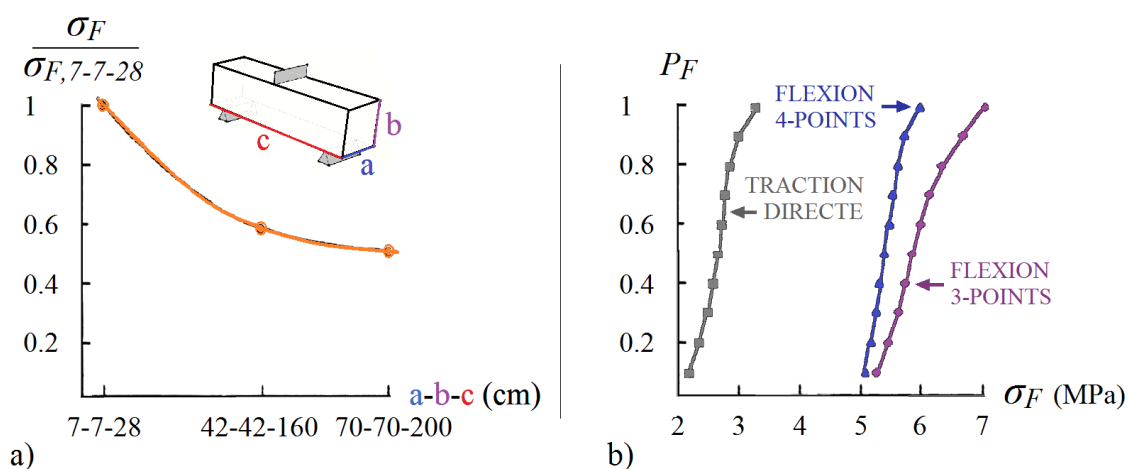 σF
σF, 7-7-28
1
0.8
0.6
0.4
0.2
c
b
a
a-b-c (cm)
7-7-28 42-42-160 70-70-200
a)
PF
1
0.8
0.6
0.4
0.2
FLEXION
4-POINTS
TRACTION
DIRECTE
FLEXION
3-POINTS
σF (MPa)
2 3 4 5 6 7
b)